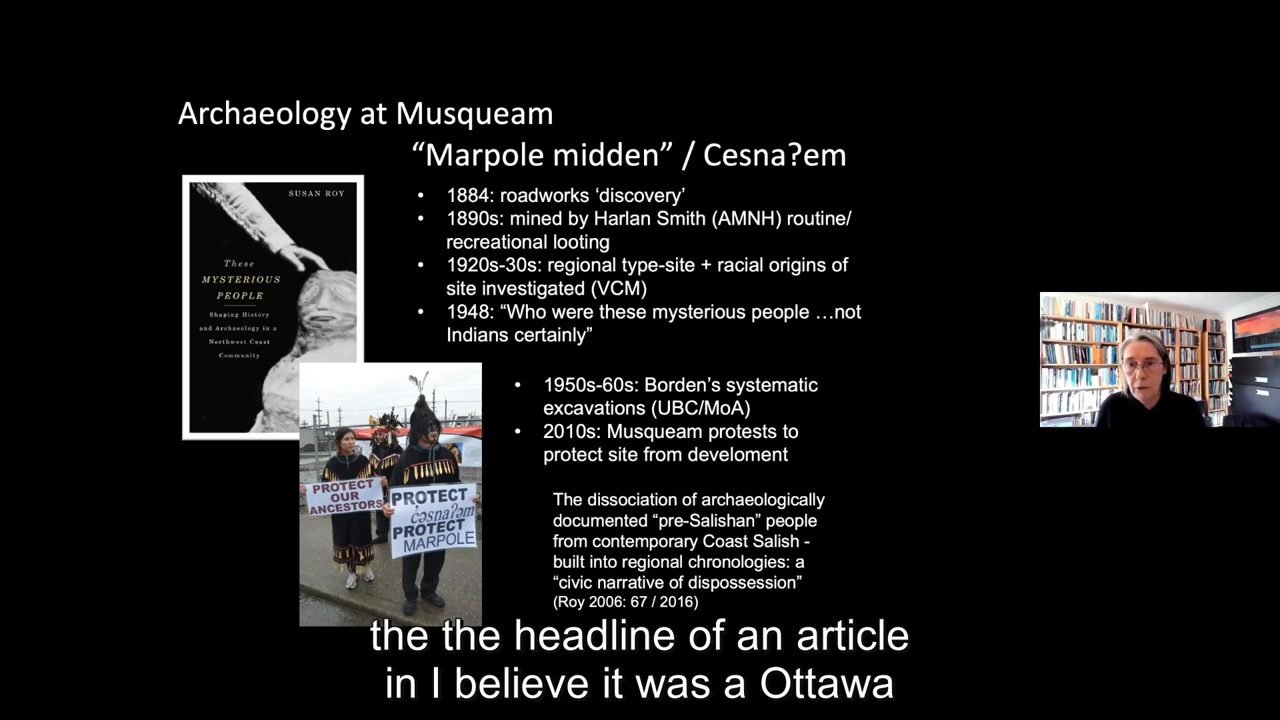 Archaeology at Musqueam
“Marpole midden” / Cesna?em
SUSAN ROY
These
MYSTERIOUS
PEOPLE
Shaping History
and Archaeology in a
Northwest Coast
Community
• 1884: roadworks ‘discovery’
• 1890s: mined by Harlan Smith (AMNH) routine/
recreational looting
• 1920s-30s: regional type-site + racial origins of
site investigated (VCM)
• 1948: “Who were these mysterious people …not
Indians certainly”
• 1950s-60s: Borden’s systematic
excavations (UBC/MoA)
• 2010s: Musqueam protests to
protect site from develoment
PROTECT
OUR
ANCESTORS
PROTECT
c̓əsnaʔəm
PROTECT
MARPOLE
The dissociation of archaeologically
documented “pre-Salishan” people
from contemporary Coast Salish -
built into regional chronologies: a
“civic narrative of dispossession”
(Roy 2006: 67 / 2016)
the the headline of an article
in I believe it was a Ottawa